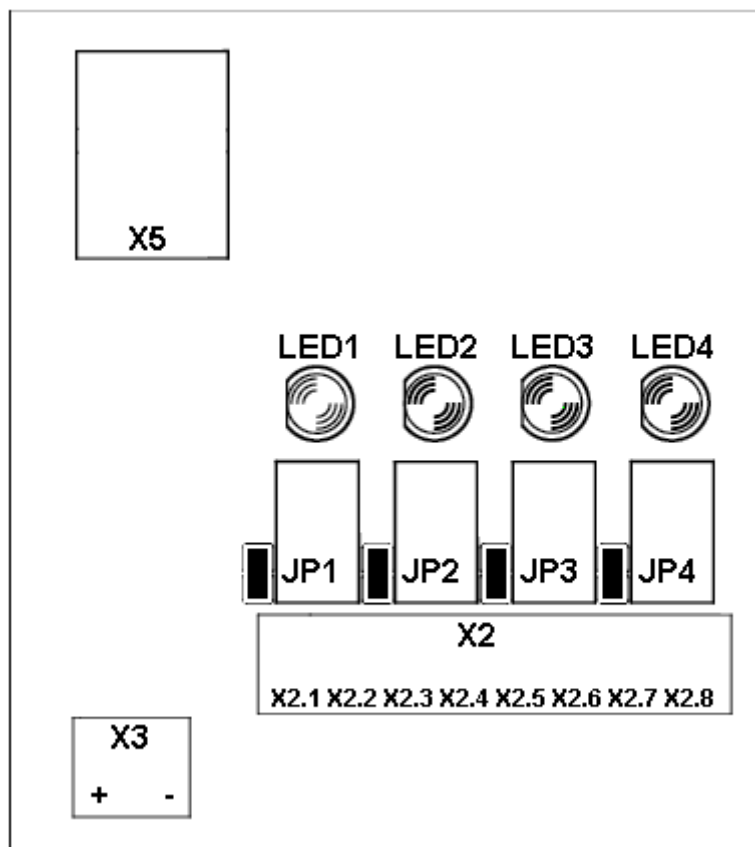 X5
LED1 LED2 LED3 LED4
JP1 JP2 JP3 JP4
X2
X2.1 X2.2 X2.3 X2.4 X2.5 X2.6 X2.7 X2.8
X3
+ -